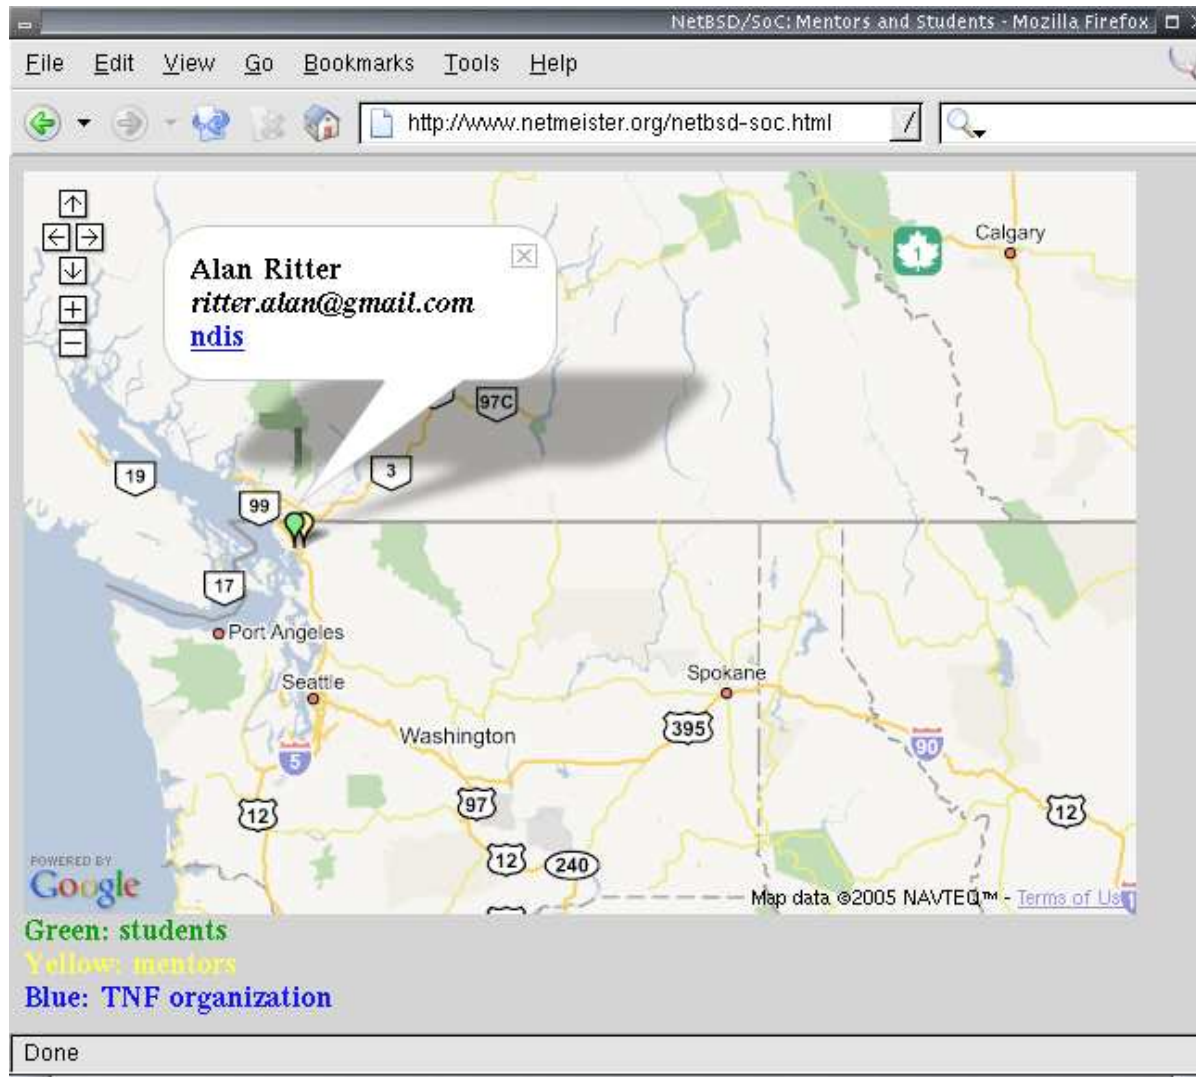 NetBSD/SoC: Mentors and Students - Mozilla Firefox
File Edit View Go Bookmarks Tools Help
http://www.netmeister.org/netbsd-soc.html
Alan Ritter
ritter.alan@gmail.com
ndis
1
Calgary
97C
3
19
99
17
Port Angeles
Seattle
Spokane
395
Washington
5
90
12
97
12
12
240
POWERED BY
Google
Map data ©2005 NAVTEQ™ - Terms of Us
Green: students
Yellow: mentors
Blue: TNF organization
Done